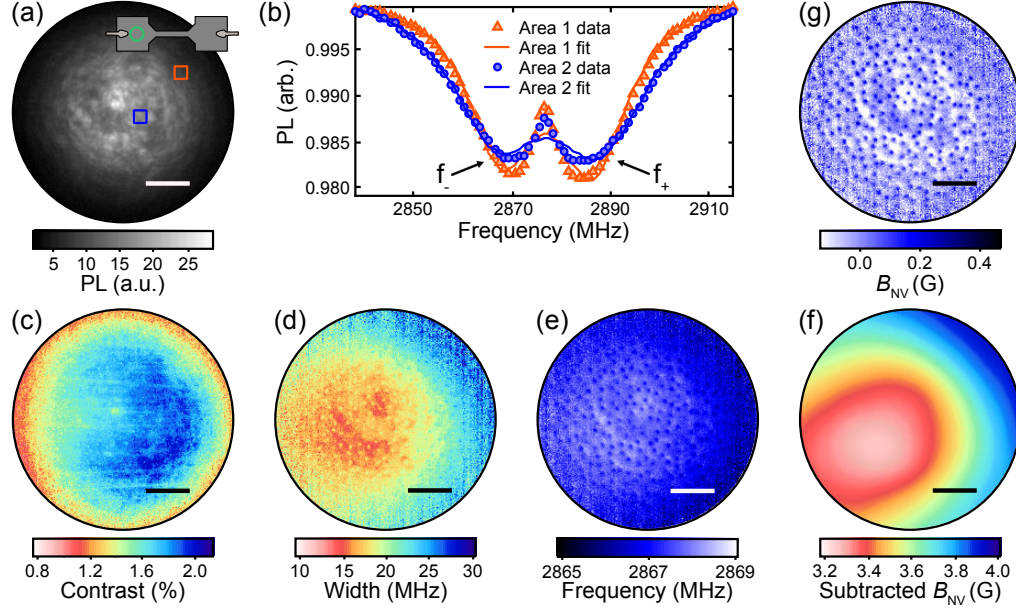 (a)
5 10 15 20 25
PL (a.u.)
(b)
PL (arb.)
0.995
0.990
0.985
0.980
Area 1 data
Area 1 fit
Area 2 data
Area 2 fit
f-
f+
2850 2870 2890 2910
Frequency (MHz)
(g)
0.0 0.2 0.4
BNV (G)
(c)
0.8 1.2 1.6 2.0
Contrast (%)
(d)
10 15 20 25 30
Width (MHz)
(e)
2865 2867 2869
Frequency (MHz)
(f)
3.2 3.4 3.6 3.8 4.0
Subtracted BNV (G)